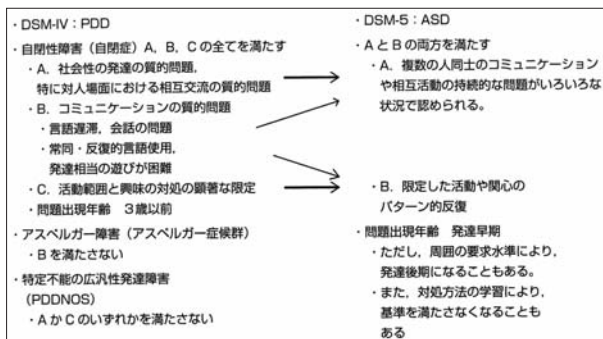 ・DSM-Ⅳ：PDD
・自閉性障害（自閉症）A，B，Cの全てを満たす
・A．社会性の発達の質的問題，
特に対人場面における相互交流の質的問題
・B．コミュニケーションの質的問題
・言語遅滞，会話の問題
・常同・反復的言語使用，
発達相当の遊びが困難
・C．活動範囲と興味の対処の顕著な限定
・問題出現年齢　3歳以前
・アスペルガー障害（アスペルガー症候群）
・Bを満たさない
・特定不能の広汎性発達障害
（PDDNOS）
・AかCのいずれかを満たさない
・DSM-5：ASD
・AとBの両方を満たす
・A．複数の人同士のコミュニケーション
や相互活動の持続的な問題がいろいろな
状況で認められる。
・B．限定した活動や関心の
パターン的反復
・問題出現年齢　発達早期
・ただし，周囲の要求水準により，
発達後期になることもある。
・また，対処方法の学習により，
基準を満たさなくなることも
ある